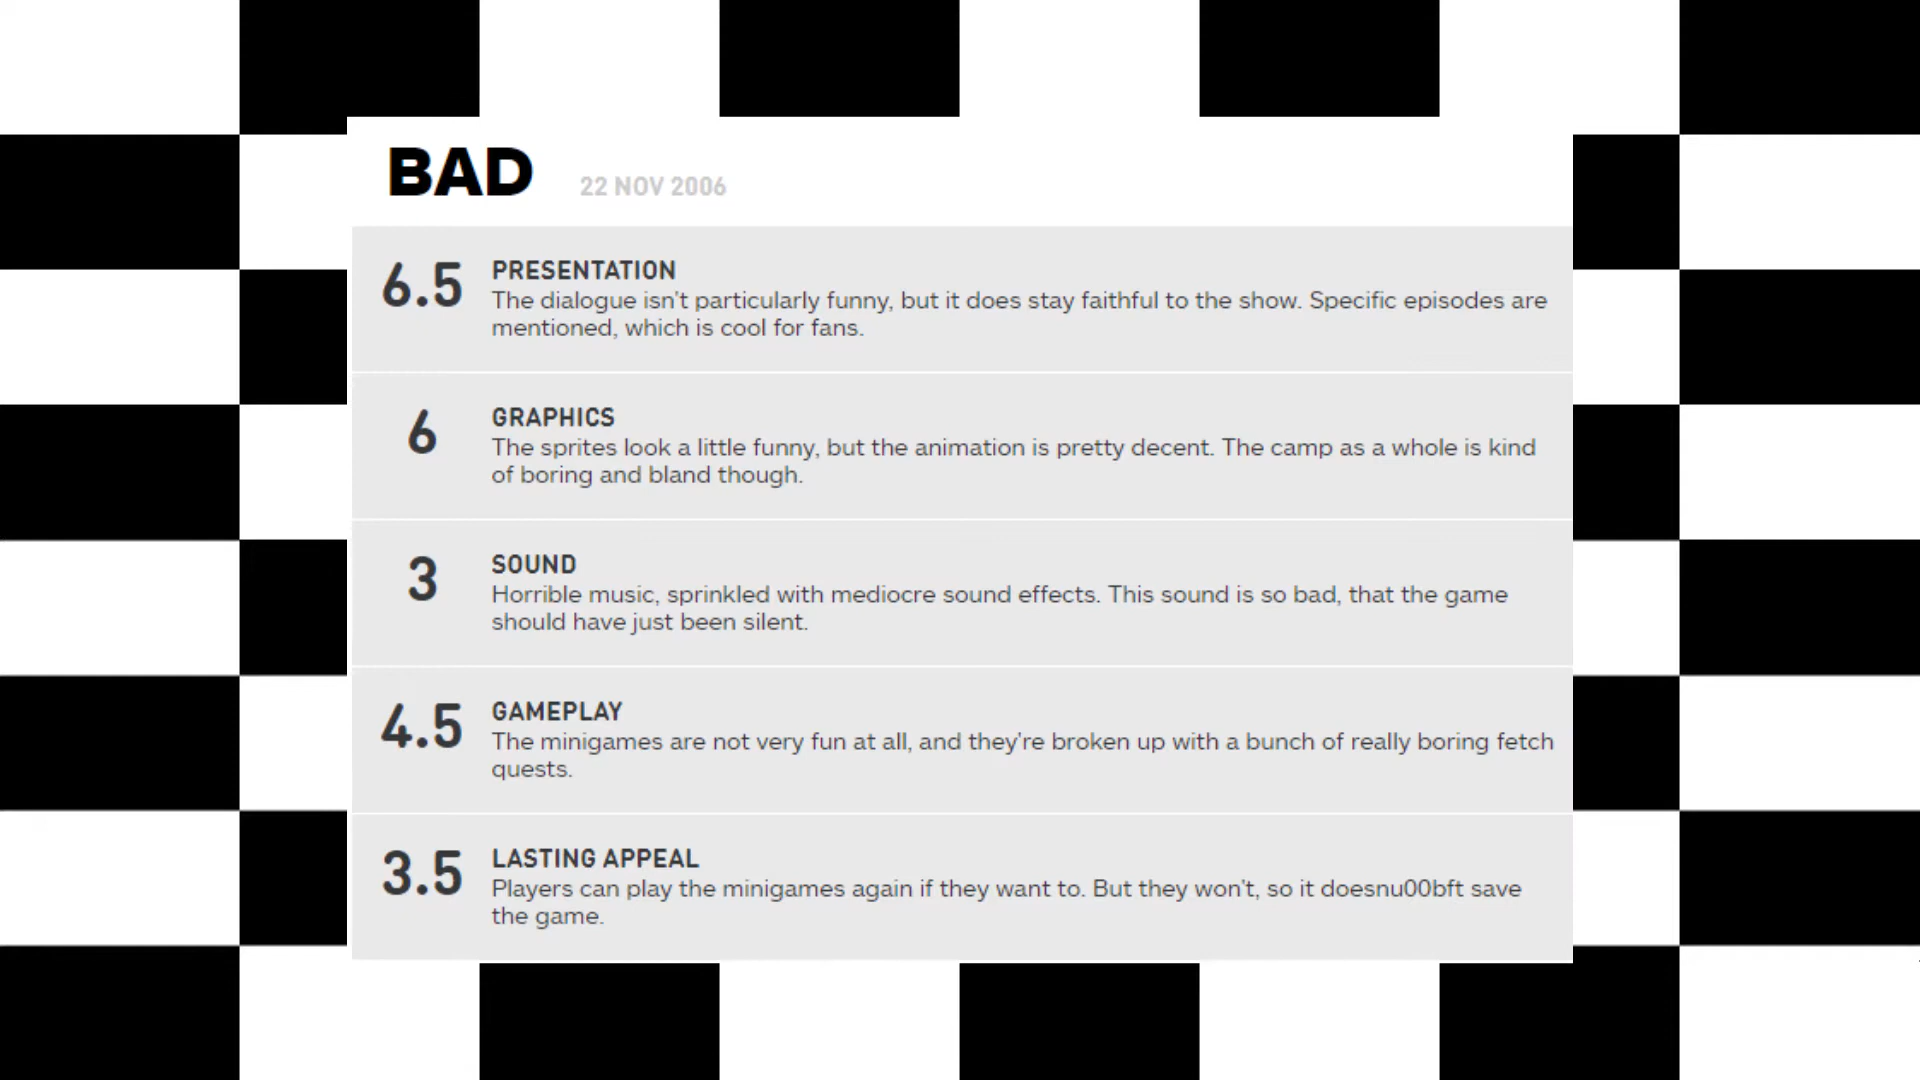 BAD 22 NOV 2006
6.5 PRESENTATION
The dialogue isn't particularly funny, but it does stay faithful to the show. Specific episodes are
mentioned, which is cool for fans.
6 GRAPHICS
The sprites look a little funny, but the animation is pretty decent. The camp as a whole is kind
of boring and bland though.
3 SOUND
Horrible music, sprinkled with mediocre sound effects. This sound is so bad, that the game
should have just been silent.
4.5 GAMEPLAY
The minigames are not very fun at all, and they're broken up with a bunch of really boring fetch
quests.
3.5 LASTING APPEAL
Players can play the minigames again if they want to. But they won't, so it doesnu00bft save
the game.